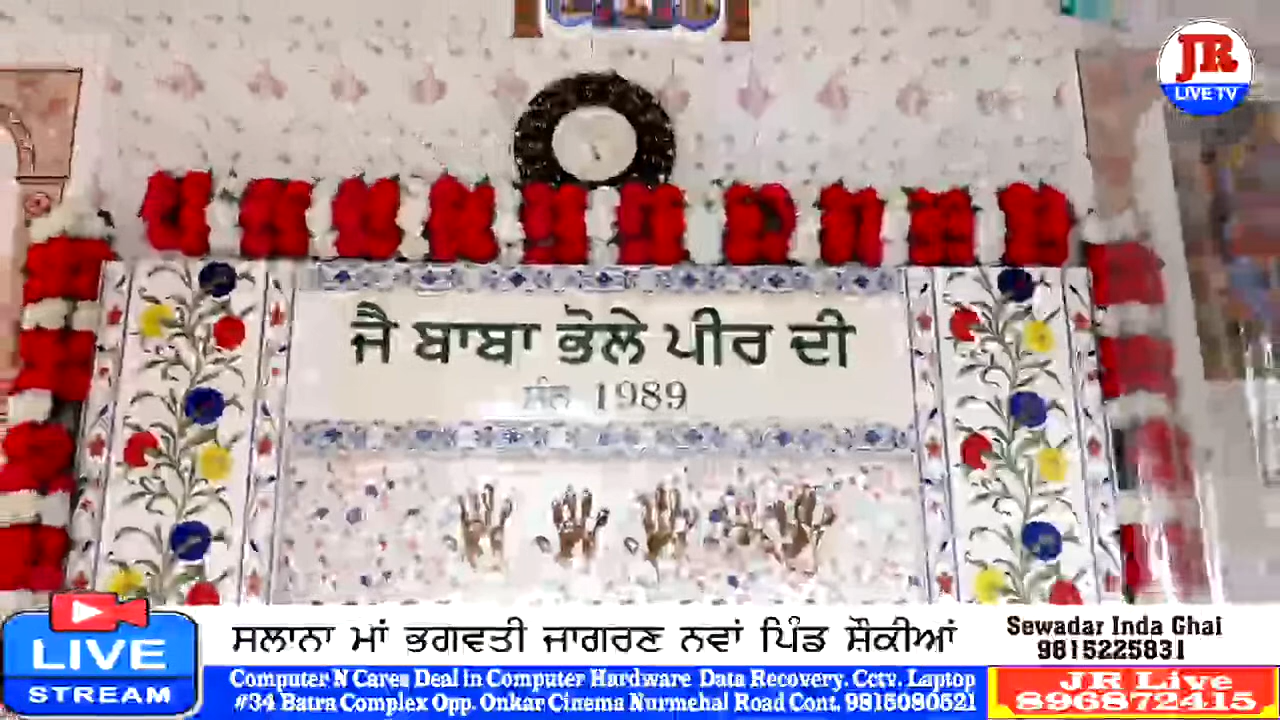 JR
LIVE TV
ਜੈ ਬਾਬਾ ਭੋਲੇ ਪੀਰ ਦੀ
ਸੰਨ 1989
LIVE
STREAM
ਸਲਾਨਾ ਮਾਂ ਭਗਵਤੀ ਜਾਗਰਣ ਨਵਾਂ ਪਿੰਡ ਸ਼ੌਕੀਆਂ
Sewadar Inda Ghai
9815225831
Computer N Cares Deal in Computer Hardware Data Recovery. Cctv. Laptop
#34 Batra Complex Opp. Onkar Cinema Nurmehal Road Cont. 9815080521
JR Live
896872415